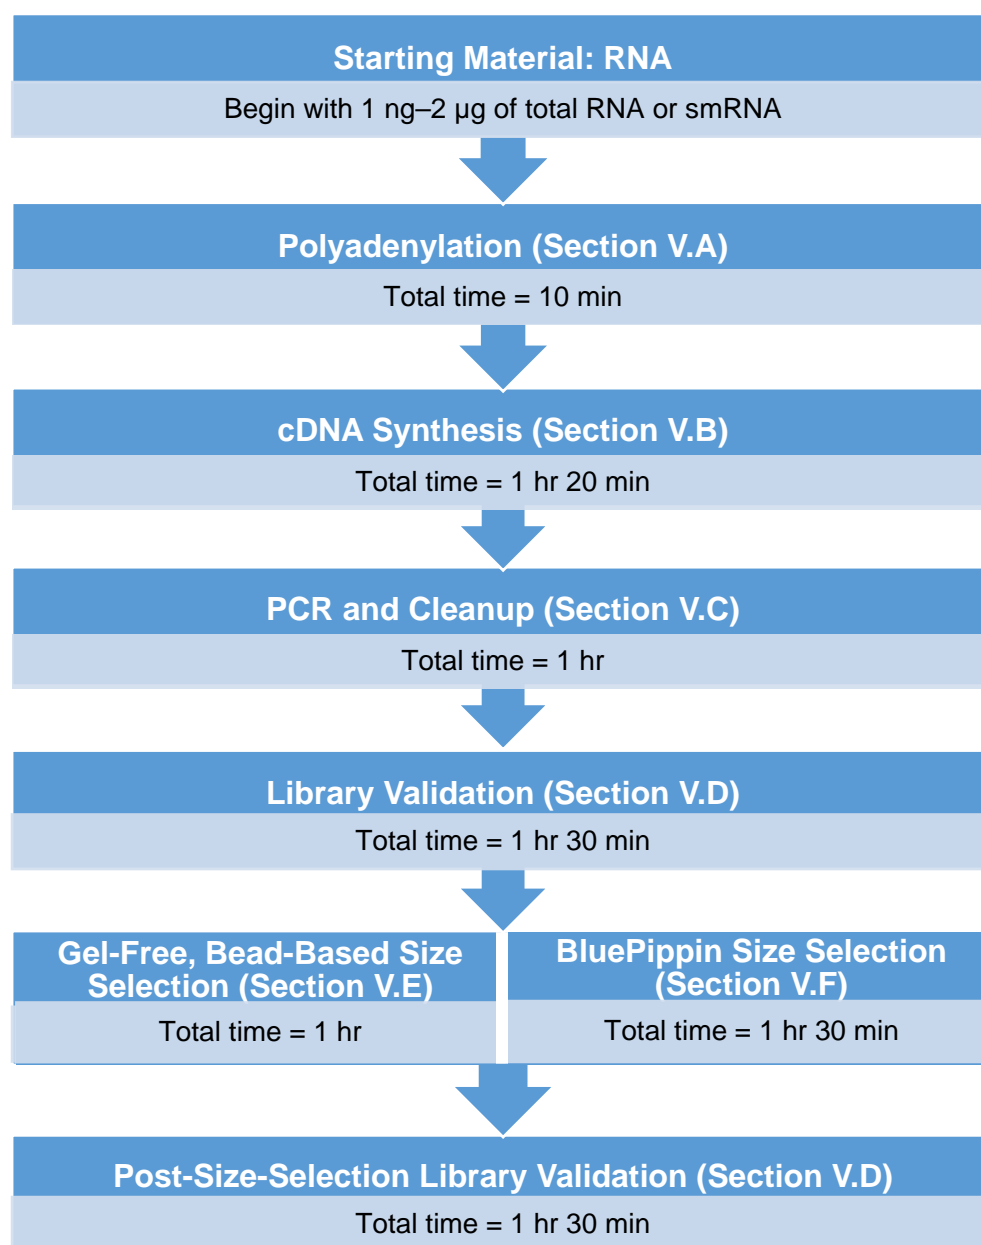 Starting Material: RNA
Begin with 1 ng–2 µg of total RNA or smRNA
Polyadenylation (Section V.A)
Total time = 10 min
cDNA Synthesis (Section V.B)
Total time = 1 hr 20 min
PCR and Cleanup (Section V.C)
Total time = 1 hr
Library Validation (Section V.D)
Total time = 1 hr 30 min
Gel-Free, Bead-Based Size
Selection (Section V.E)
Total time = 1 hr
BluePippin Size Selection
(Section V.F)
Total time = 1 hr 30 min
Post-Size-Selection Library Validation (Section V.D)
Total time = 1 hr 30 min